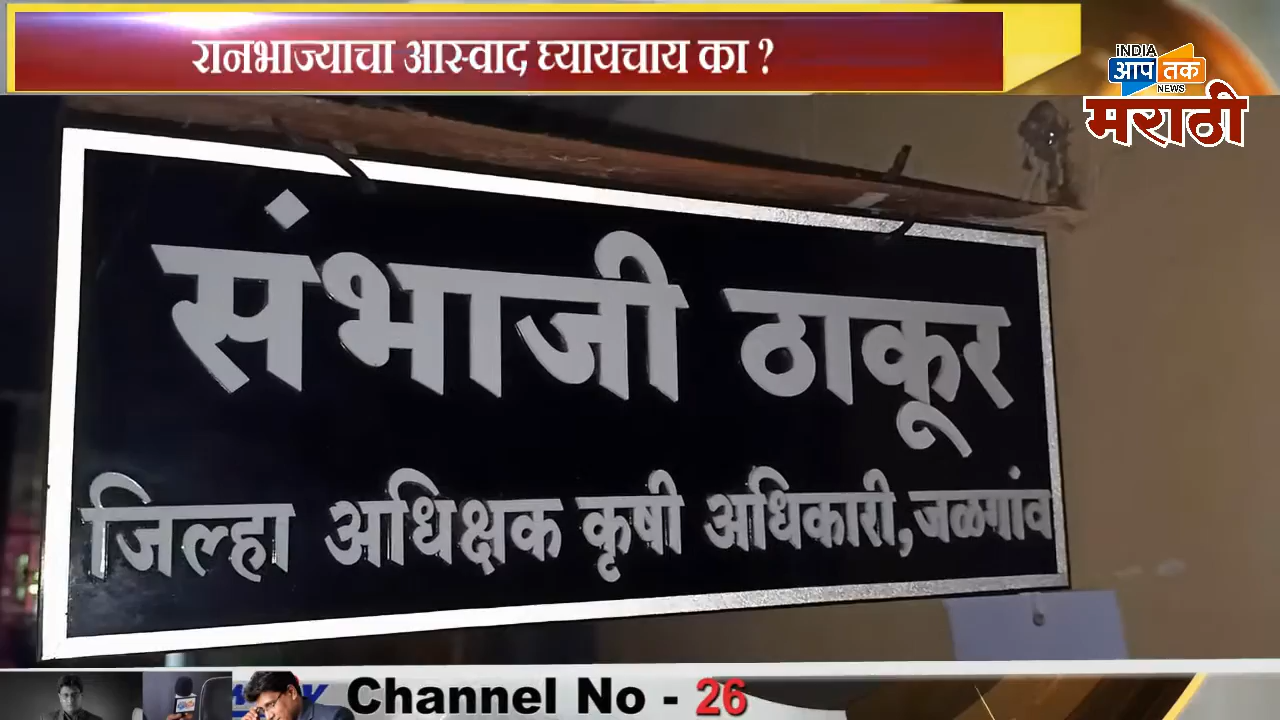 रानभाज्याचा आस्वाद घ्यायचाय का ?
INDIA
आप तक
NEWS
मराठी
संभाजी ठाकूर
जिल्हा अधिक्षक कृषी अधिकारी,जळगांव
Channel No - 26